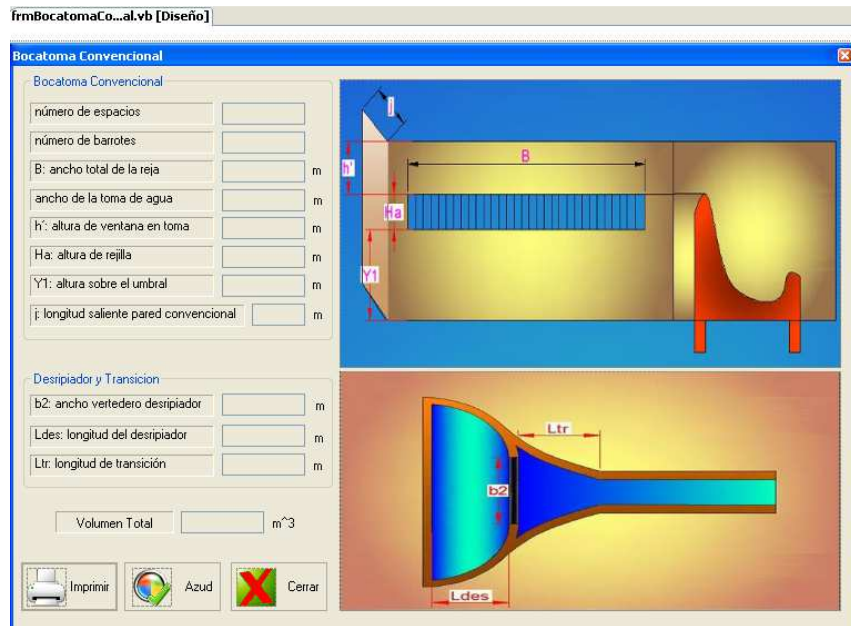 frmBocatomaCo...al.vb [Diseño]
Bocatoma Convencional
Bocatoma Convencional
número de espacios
número de barrotes
B: ancho total de la reja m
ancho de la toma de agua m
h´: altura de ventana en toma m
Ha: altura de rejilla m
Y1: altura sobre el umbral m
j: longitud saliente pared convencional m
j
B
h'
Ha
Y1
Desripiador y Transicion
b2: ancho vertedero desripiador m
Ldes: longitud del desripiador m
Ltr: longitud de transición m
Volumen Total m^3
Imprimir Azud Cerrar
Ltr
b2
Ldes